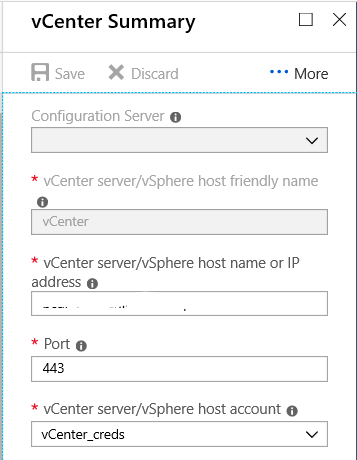 vCenter Summary
Save Discard More
Configuration Server
* vCenter server/vSphere host friendly name
vCenter
* vCenter server/vSphere host name or IP
address
* Port
443
* vCenter server/vSphere host account
vCenter_creds